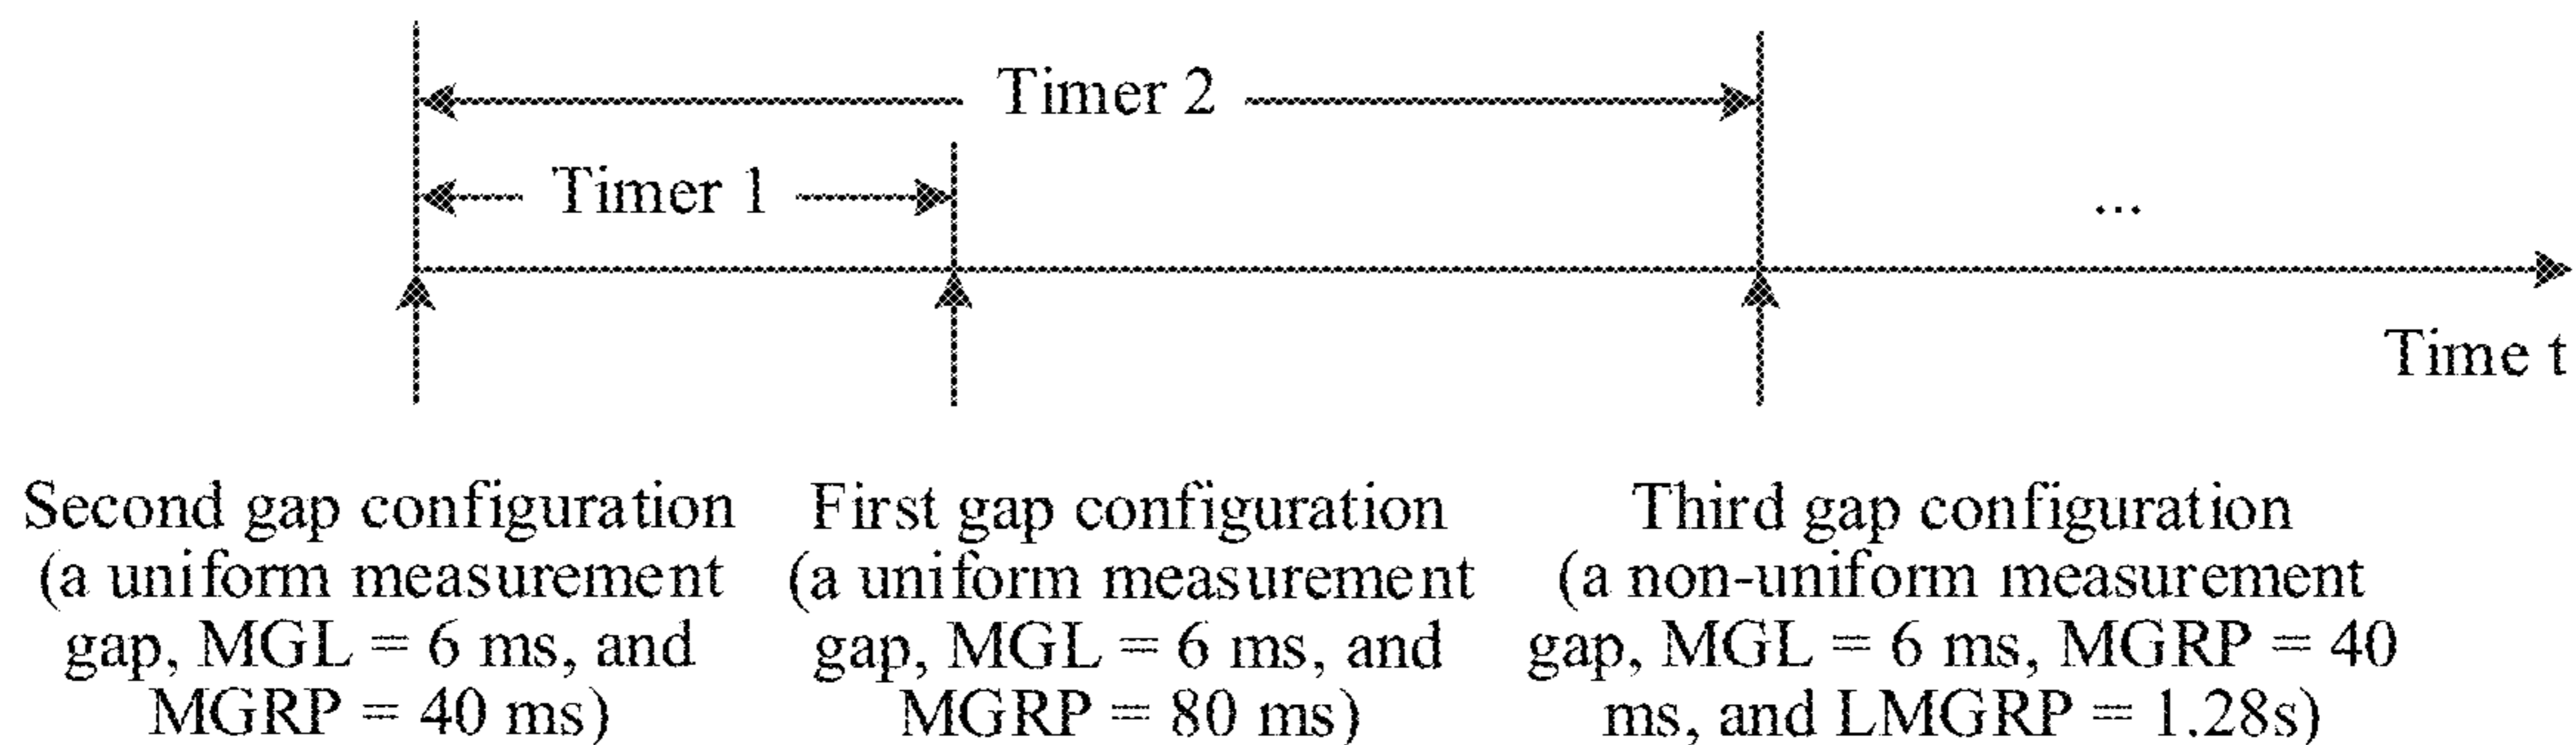 Timer 2
Timer 1
...
Time t
Second gap configuration
(a uniform measurement
gap, MGL = 6 ms, and
MGRP = 40 ms)
First gap configuration
(a uniform measurement
gap, MGL = 6 ms, and
MGRP = 80 ms)
Third gap configuration
(a non-uniform measurement
gap, MGL = 6 ms, MGRP = 40
ms, and LMGRP = 1.28s)